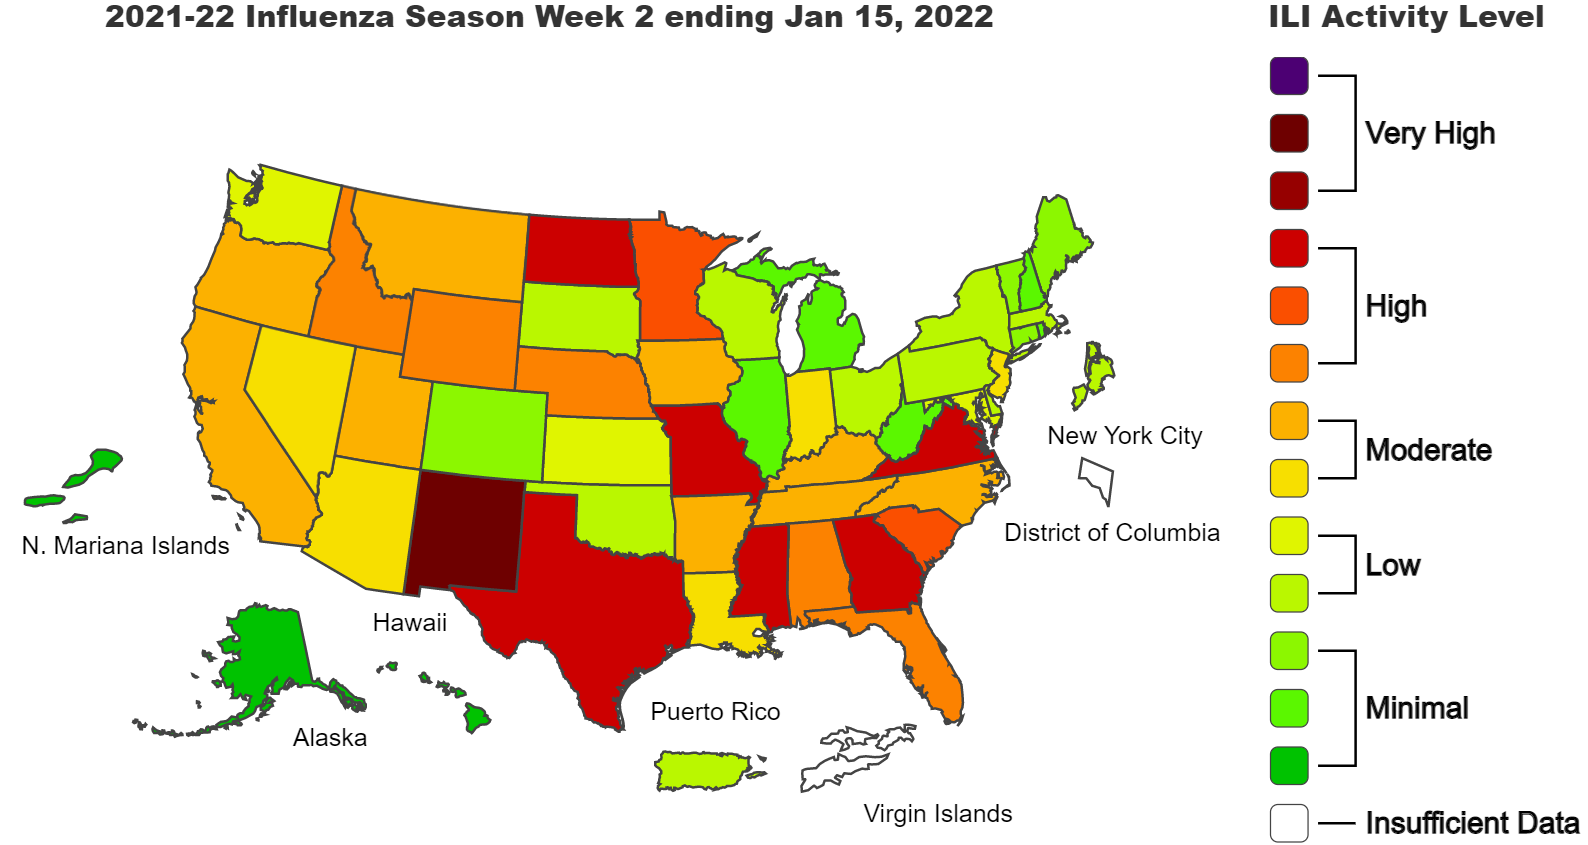 2021-22 Influenza Season Week 2 ending Jan 15, 2022
ILI Activity Level
Very High
High
Moderate
Low
Minimal
Insufficient Data
New York City
District of Columbia
N. Mariana Islands
Hawaii
Alaska
Puerto Rico
Virgin Islands